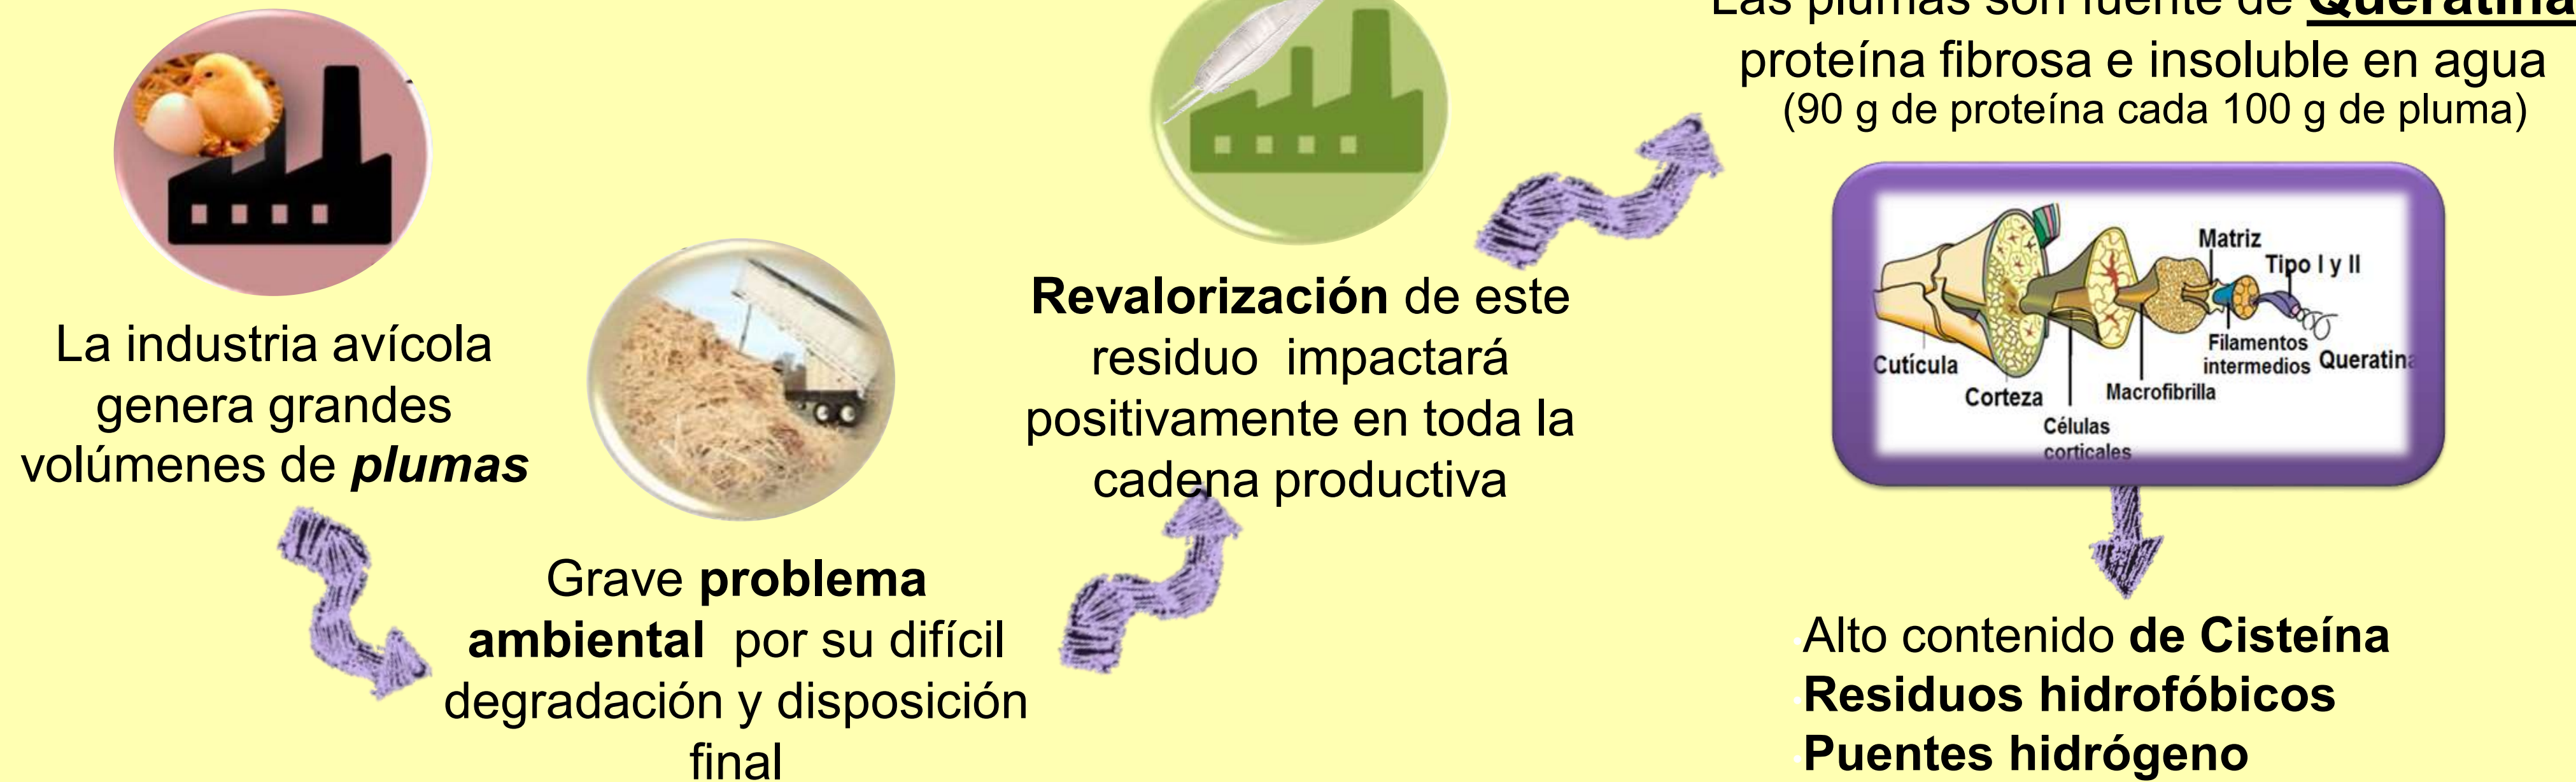 La industria avícola
genera grandes
volúmenes de plumas
Grave problema
ambiental por su difícil
degradación y disposición
final
Revalorización de este
residuo impactará
positivamente en toda la
cadena productiva
Las plumas son fuente de Queratina
proteína fibrosa e insoluble en agua
(90 g de proteína cada 100 g de pluma)
Matriz
Tipo I y II
Filamentos
intermedios
Queratina
Cutícula
Corteza
Macrofibrilla
Células
corticales
Alto contenido de Cisteína
Residuos hidrofóbicos
Puentes hidrógeno